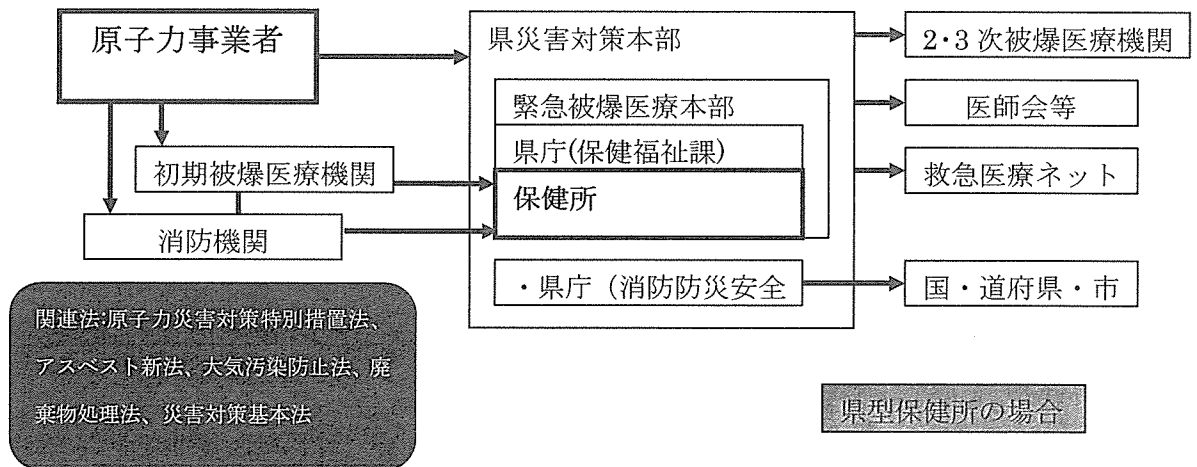 原子力事業者
県災害対策本部
2・3次被爆医療機関
緊急被爆医療本部
医師会等
県庁(保健福祉課)
初期被爆医療機関
救急医療ネット
保健所
消防機関
・県庁（消防防災安全
国・道府県・市
関連法:原子力災害対策特別措置法、
アスベスト新法、大気汚染防止法、廃
棄物処理法、災害対策基本法
県型保健所の場合